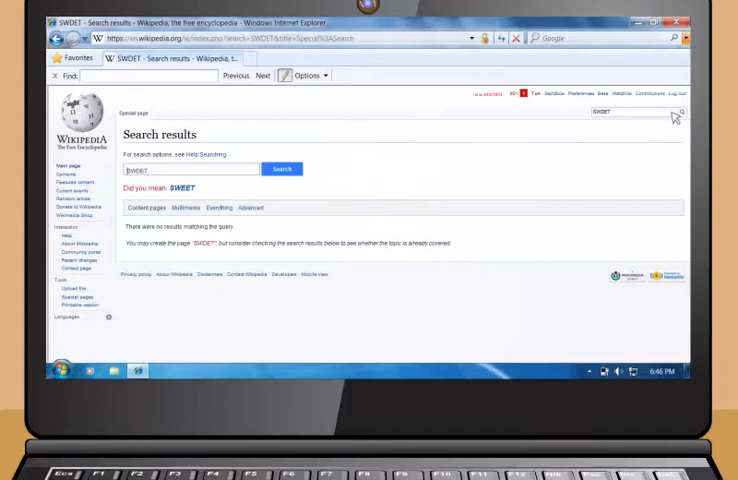 SWDET - Search results - Wikipedia, the free encyclopedia - Windows Internet Explorer
https://en.wikipedia.org/w/index.php?search=SWDET&title=Special%3ASearch
Google
Favorites
SWDET - Search results - Wikipedia, t...
x Find:
Previous Next Options
Talk Sandbox Preferences Beta Watchlist Contributions Log out
Special page
SWDET
WIKIPEDIA
The Free Encyclopedia
Main page
Contents
Featured content
Current events
Random article
Donate to Wikipedia
Wikipedia Shop
Interaction
Help
About Wikipedia
Community portal
Recent changes
Contact page
Tools
Upload file
Special pages
Printable version
Languages
Search results
For search options, see Help:Searching.
SWDET
Search
Did you mean: SWEET
Content pages Multimedia Everything Advanced
There were no results matching the query.
You may create the page "SWDET", but consider checking the search results below to see whether the topic is already covered.
Privacy policy About Wikipedia Disclaimers Contact Wikipedia Developers Mobile view
6:46 PM
F1 F2 F3 F4 F5 F6 F7 F8 F9 F10 F11 F12